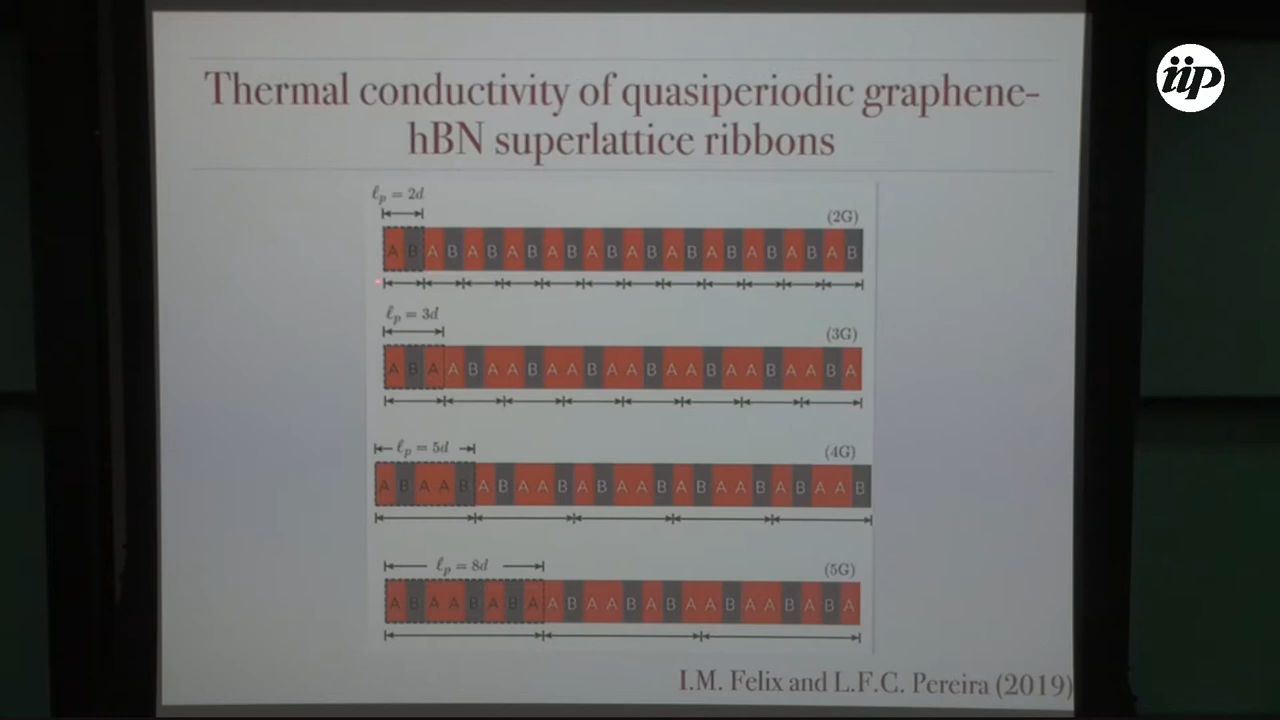 iip
Thermal conductivity of quasiperiodic graphene-
hBN superlattice ribbons
ℓp = 2d
(2G)
A B A B A B A B A B A B A B A B A B A B A B A B
ℓp = 3d
(3G)
A B A A B A A B A A B A A B A A B A A B A A B A
ℓp = 5d
(4G)
A B A A B A B A A B A B A A B A B A A B A B A A B
ℓp = 8d
(5G)
A B A A B A B A A B A A B A B A A B A A B A B A
I.M. Felix and L.F.C. Pereira (2019)